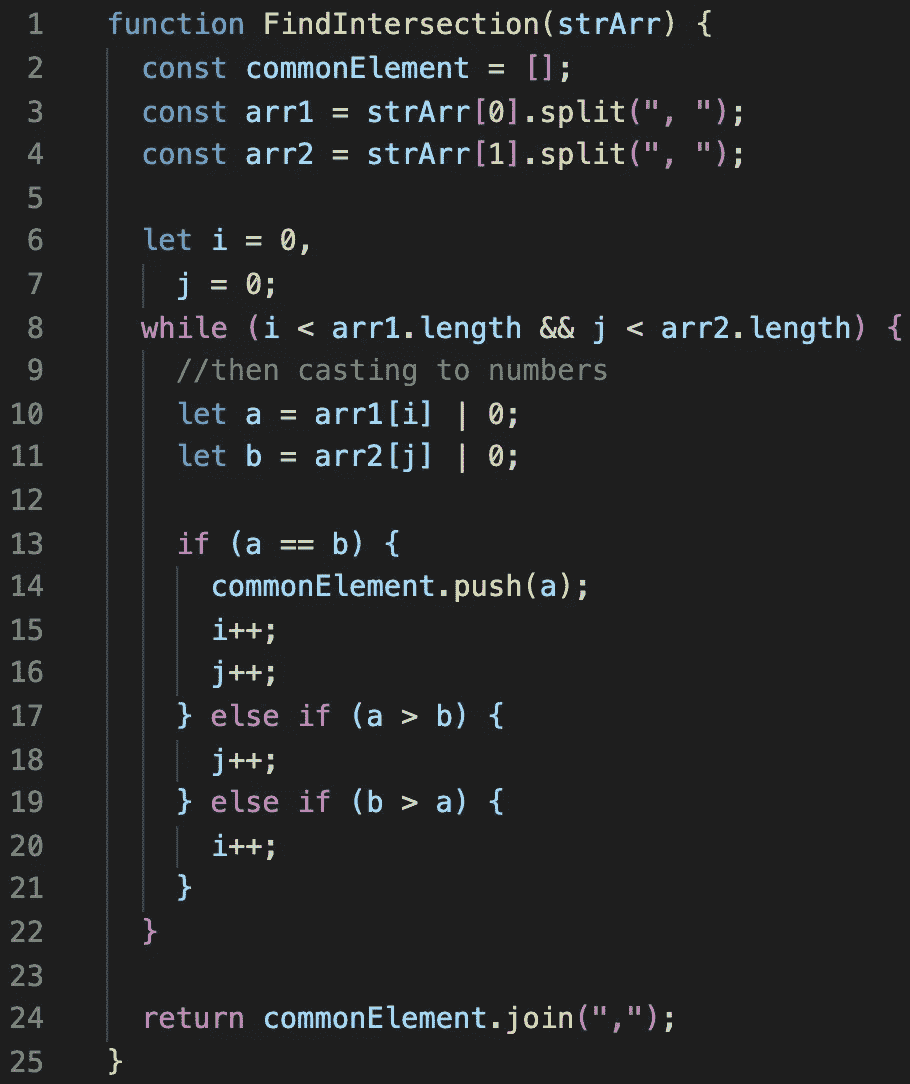 1 function FindIntersection(strArr) {
2 const commonElement = [];
3 const arr1 = strArr[0].split(", ");
4 const arr2 = strArr[1].split(", ");
5
6 let i = 0,
7 j = 0;
8 while (i < arr1.length && j < arr2.length) {
9 //then casting to numbers
10 let a = arr1[i] | 0;
11 let b = arr2[j] | 0;
12
13 if (a == b) {
14 commonElement.push(a);
15 i++;
16 j++;
17 } else if (a > b) {
18 j++;
19 } else if (b > a) {
20 i++;
21 }
22 }
23
24 return commonElement.join(",");
25 }